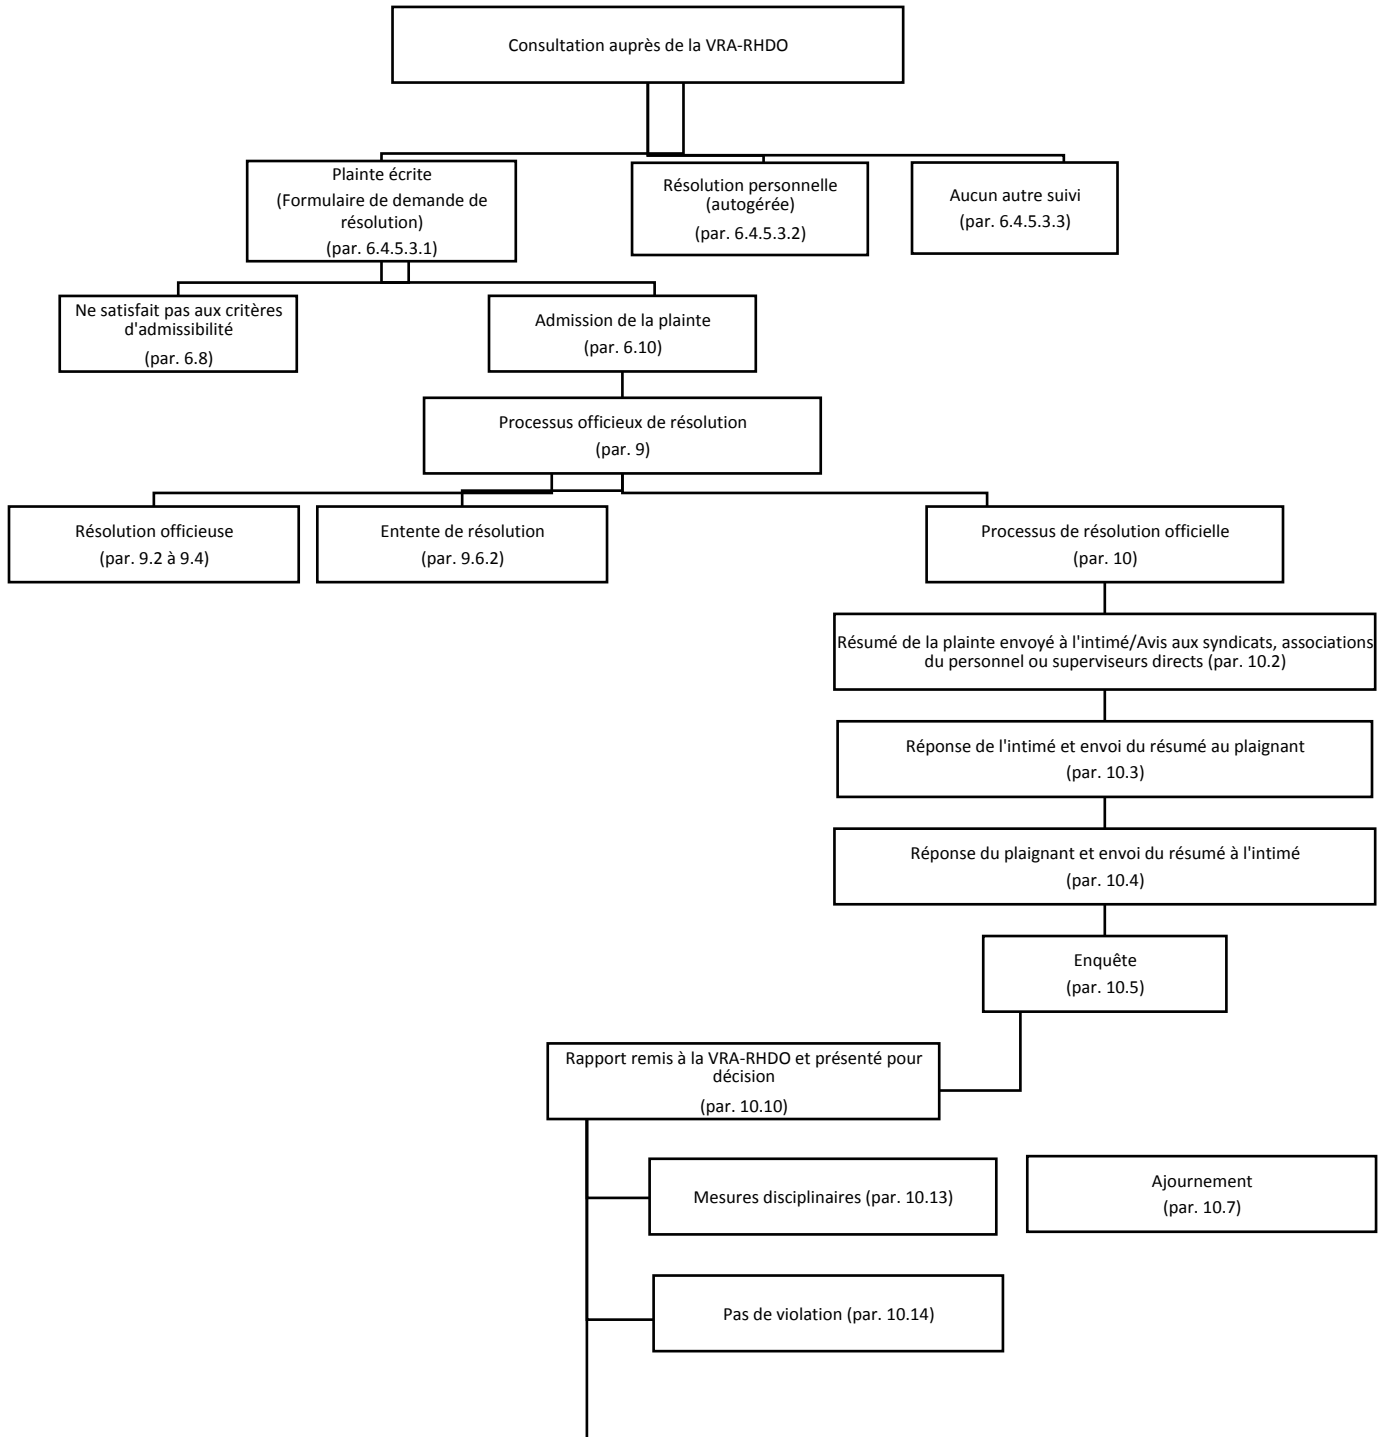 Consultation auprès de la VRA-RHDO
Plainte écrite
(Formulaire de demande de
résolution)
(par. 6.4.5.3.1)
Résolution personnelle
(autogérée)
(par. 6.4.5.3.2)
Aucun autre suivi
(par. 6.4.5.3.3)
Ne satisfait pas aux critères
d'admissibilité
(par. 6.8)
Admission de la plainte
(par. 6.10)
Processus officieux de résolution
(par. 9)
Résolution officieuse
(par. 9.2 à 9.4)
Entente de résolution
(par. 9.6.2)
Processus de résolution officielle
(par. 10)
Résumé de la plainte envoyé à l'intimé/Avis aux syndicats, associations
du personnel ou superviseurs directs (par. 10.2)
Réponse de l'intimé et envoi du résumé au plaignant
(par. 10.3)
Réponse du plaignant et envoi du résumé à l'intimé
(par. 10.4)
Enquête
(par. 10.5)
Rapport remis à la VRA-RHDO et présenté pour
décision
(par. 10.10)
Mesures disciplinaires (par. 10.13)
Ajournement
(par. 10.7)
Pas de violation (par. 10.14)